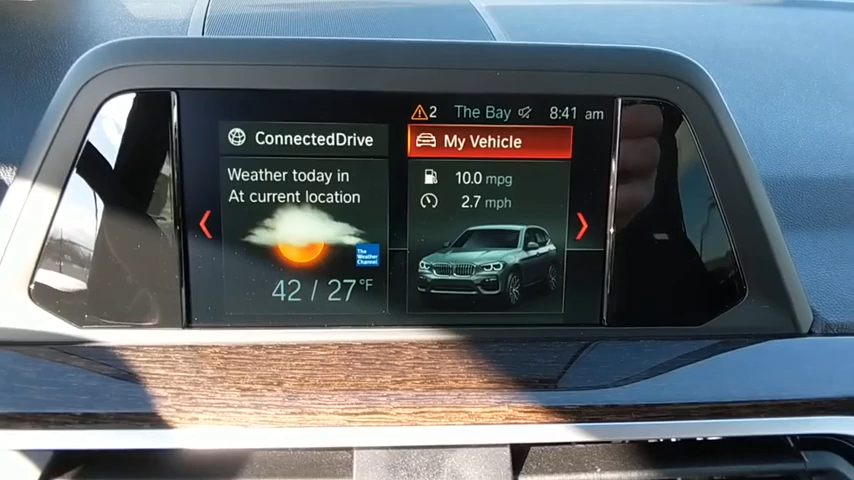 2 The Bay 8:41 am
ConnectedDrive
Weather today in
At current location
The
Weather
Channel
42 / 27°F
My Vehicle
10.0 mpg
2.7 mph